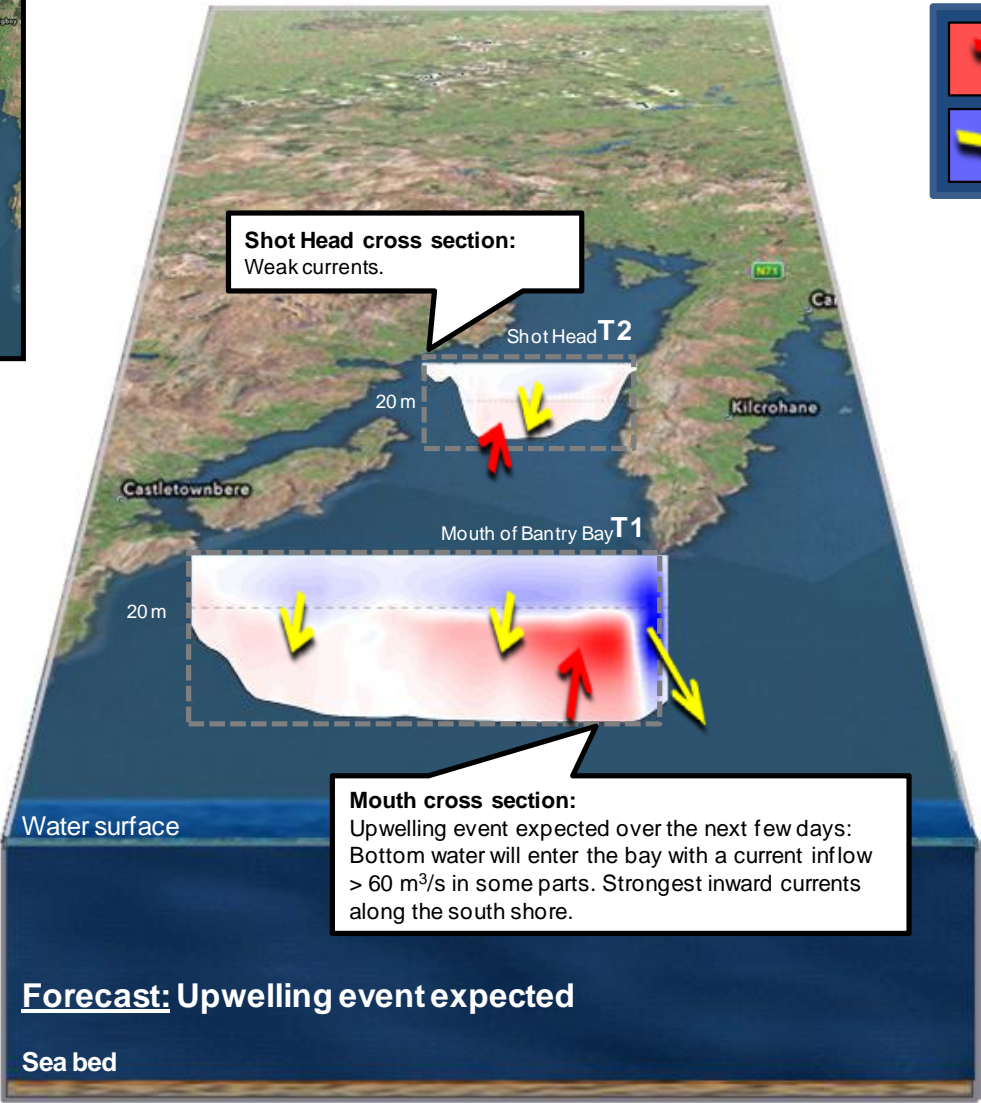 Shot Head cross section:
Weak currents.
N71
Shot Head T2
20 m
Kilcrohane
Castletownbere
Mouth of Bantry Bay T1
20 m
Mouth cross section:
Upwelling event expected over the next few days:
Bottom water will enter the bay with a current inflow
> 60 m³/s in some parts. Strongest inward currents
along the south shore.
Water surface
Forecast: Upwelling event expected
Sea bed